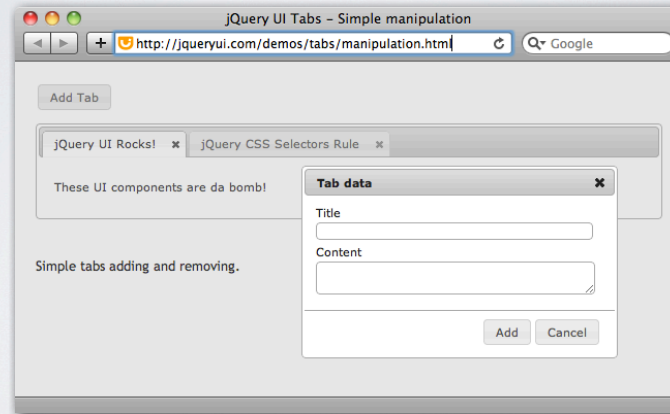 jQuery UI Tabs – Simple manipulation
http://jqueryui.com/demos/tabs/manipulation.html
Google
Add Tab
jQuery UI Rocks!
jQuery CSS Selectors Rule
These UI components are da bomb!
Tab data
Title
Content
Simple tabs adding and removing.
Add
Cancel